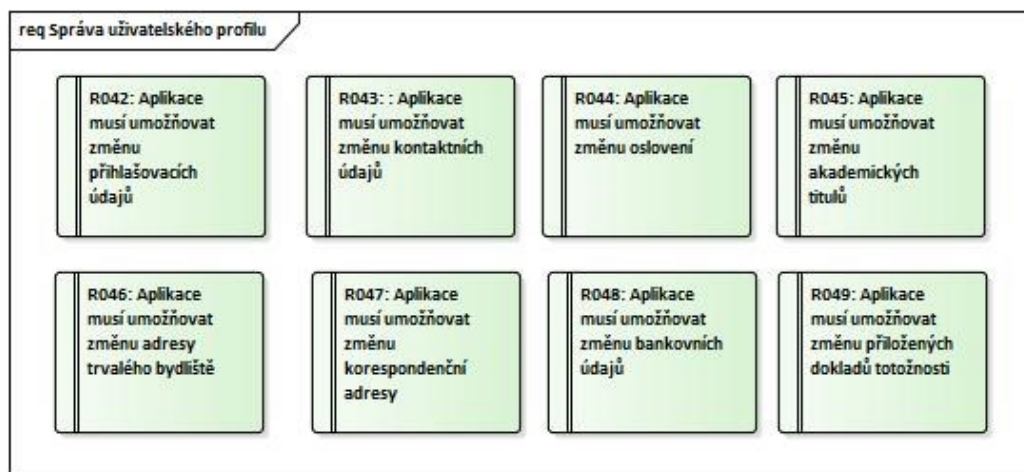 req Správa uživatelského profilu
R042: Aplikace
musí umožňovat
změnu
přihlašovacích
údajů
R043: : Aplikace
musí umožňovat
změnu kontaktních
údajů
R044: Aplikace
musí umožňovat
změnu oslovení
R045: Aplikace
musí umožňovat
změnu
akademických
titulů
R046: Aplikace
musí umožňovat
změnu adresy
trvalého bydliště
R047: Aplikace
musí umožňovat
změnu
korespondenční
adresy
R048: Aplikace
musí umožňovat
změnu bankovních
údajů
R049: Aplikace
musí umožňovat
změnu přiložených
dokladů totožnosti